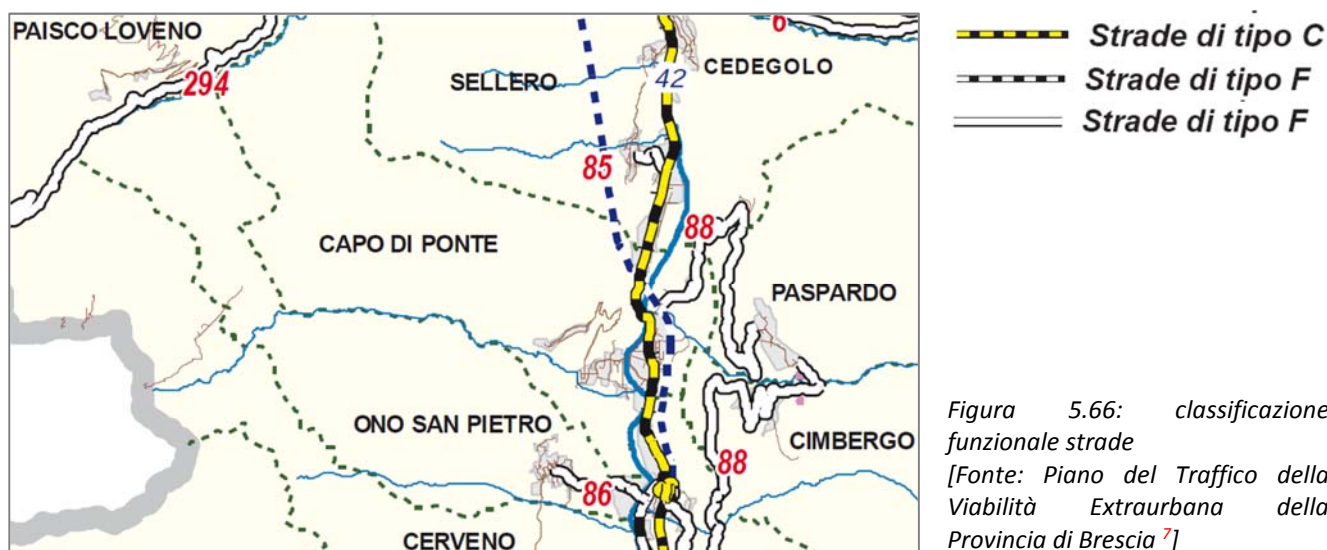 PAISCO LOVENO
294
SELLERO
42
CEDEGOLO
6
85
CAPO DI PONTE
88
PASPARDO
ONO SAN PIETRO
CIMBERGO
88
86
CERVENO
Strade di tipo C
Strade di tipo F
Strade di tipo F
Figura 5.66: classificazione
funzionale strade
[Fonte: Piano del Traffico della
Viabilità Extraurbana della
Provincia di Brescia 7]